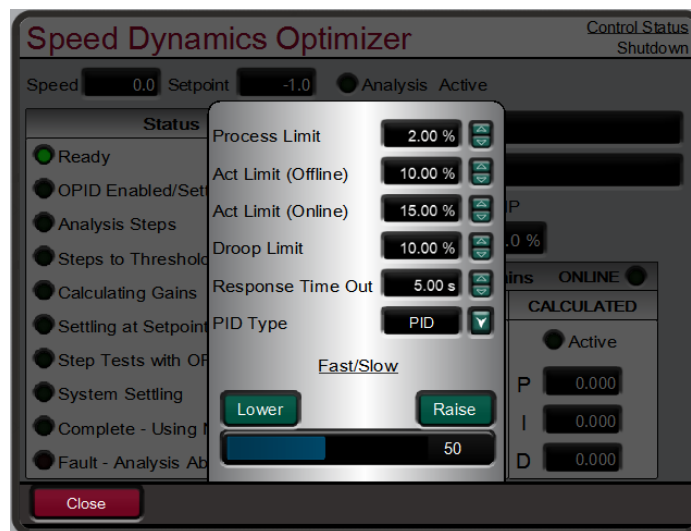 Speed Dynamics Optimizer
Control Status
Shutdown
Speed 0.0 Setpoint -1.0 Analysis Active
Status
Ready
OPID Enabled/Sett
Analysis Steps
Steps to Threshold
Calculating Gains
Settling at Setpoint
Step Tests with OP
System Settling
Complete - Using
Fault - Analysis Ab
Process Limit 2.00 %
Act Limit (Offline) 10.00 %
Act Limit (Online) 15.00 %
Droop Limit 10.00 %
Response Time Out 5.00 s
PID Type PID
Fast/Slow
Lower Raise
50
.0 %
ins ONLINE
CALCULATED
Active
P 0.000
I 0.000
D 0.000
Close